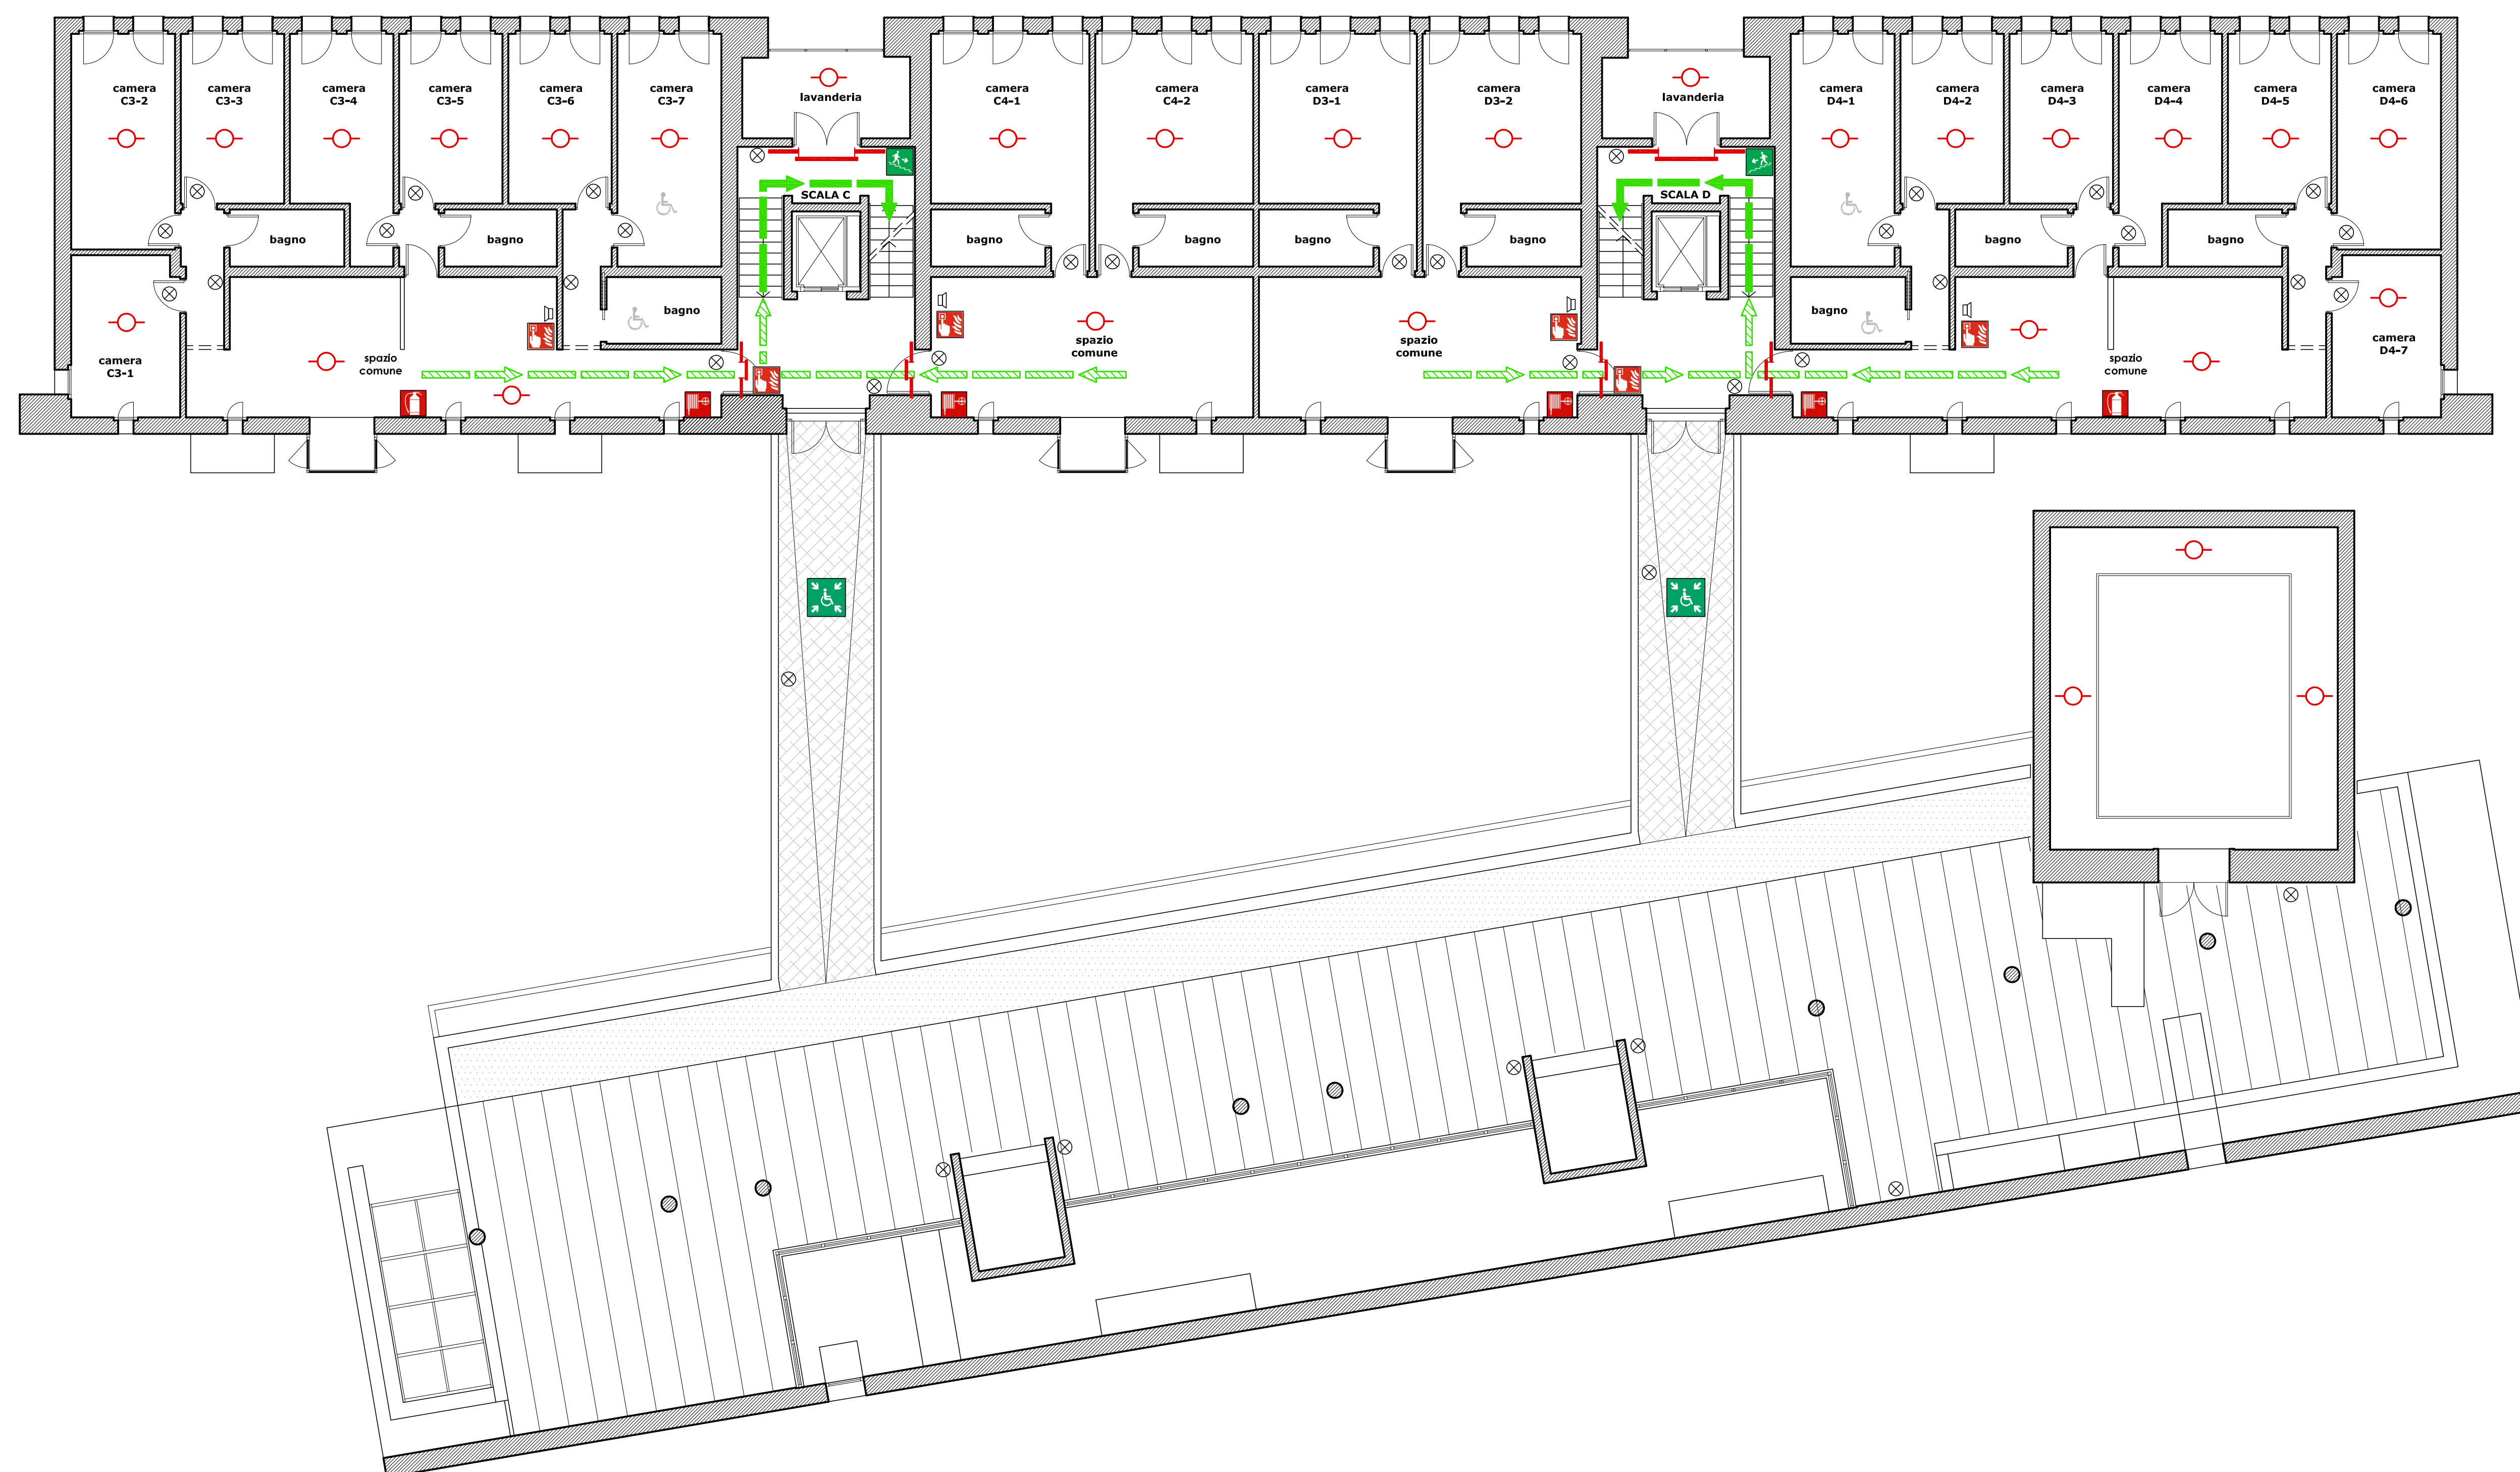 camera
C3-2
camera
C3-3
camera
C3-4
camera
C3-5
camera
C3-6
camera
C3-7
lavanderia
camera
C4-1
camera
C4-2
camera
D3-1
camera
D3-2
lavanderia
camera
D4-1
camera
D4-2
camera
D4-3
camera
D4-4
camera
D4-5
camera
D4-6
SCALA C
SCALA D
bagno
bagno
bagno
bagno
bagno
bagno
bagno
bagno
bagno
bagno
camera
C3-1
spazio
comune
spazio
comune
spazio
comune
spazio
comune
camera
D4-7